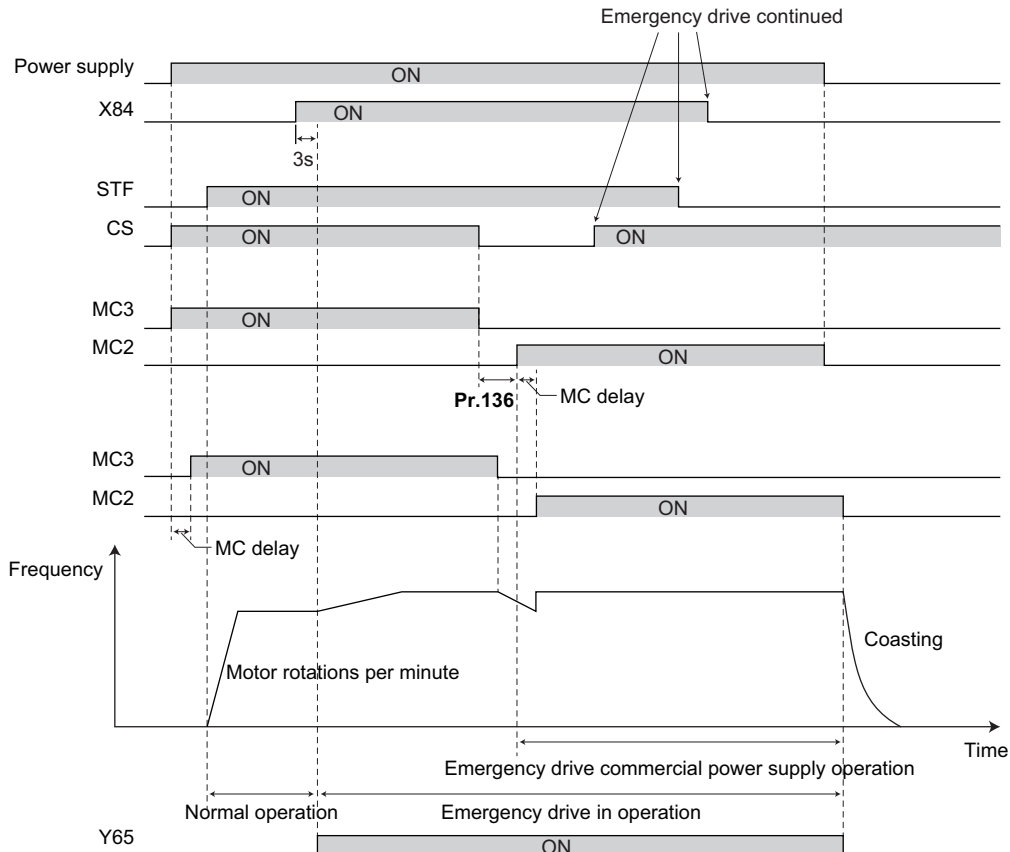 Emergency drive continued
Power supply
ON
X84
ON
3s
STF
ON
CS
ON
ON
MC3
ON
MC2
ON
Pr.136
MC delay
MC3
ON
MC2
ON
MC delay
Frequency
Coasting
Motor rotations per minute
Time
Emergency drive commercial power supply operation
Normal operation
Emergency drive in operation
Y65
ON